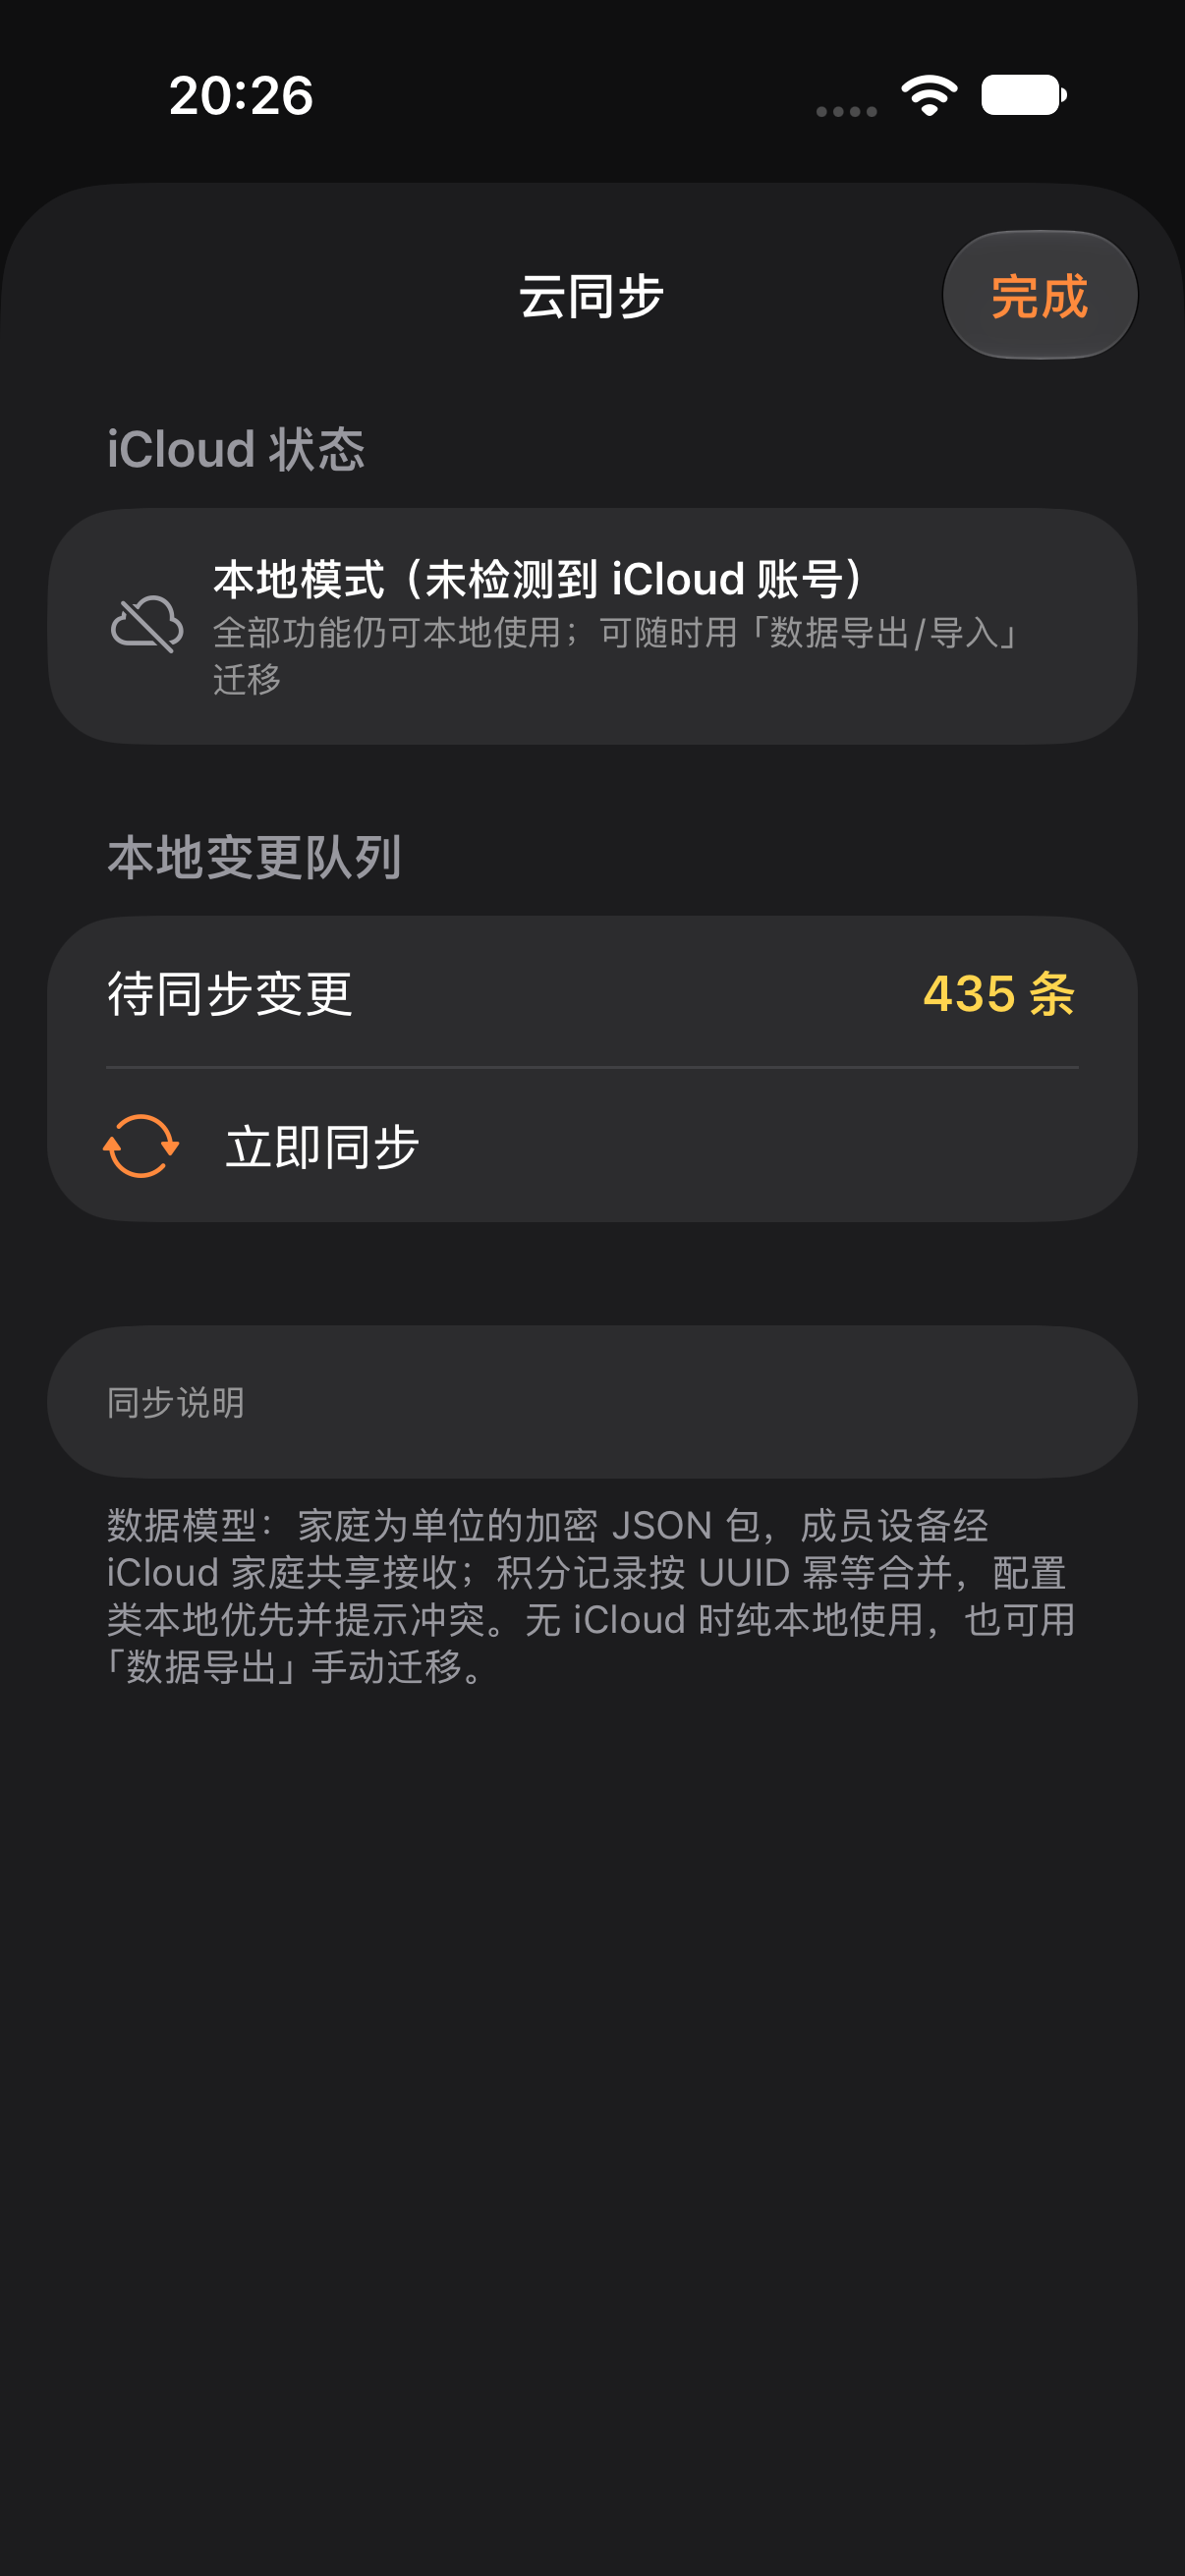 20:26
云同步
完成
iCloud 状态
本地模式（未检测到 iCloud 账号）
全部功能仍可本地使用；可随时用「数据导出/导入」
迁移
本地变更队列
待同步变更
435 条
立即同步
同步说明
数据模型：家庭为单位的加密 JSON 包，成员设备经
iCloud 家庭共享接收；积分记录按 UUID 幂等合并，配置
类本地优先并提示冲突。无 iCloud 时纯本地使用，也可用
「数据导出」手动迁移。